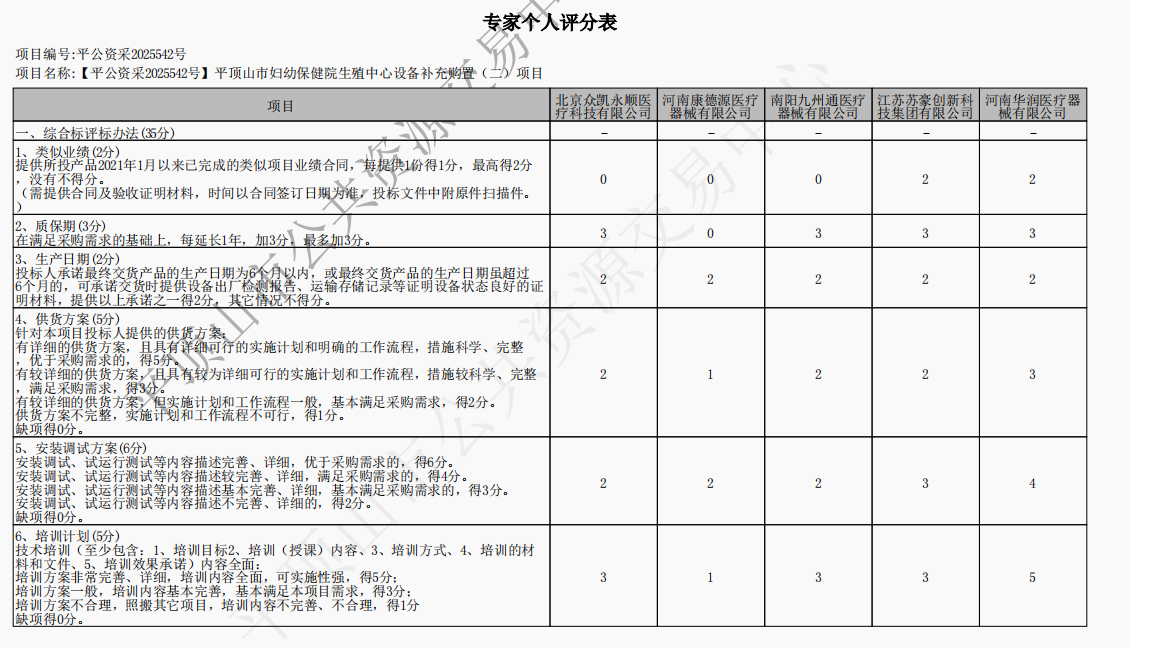 专家个人评分表
项目编号:平公资采2025542号
项目名称:【平公资采2025542号】平顶山市妇幼保健院生殖中心设备补充购置（二）项目
项目
北京众凯永顺医
疗科技有限公司
河南康德源医疗
器械有限公司
南阳九州通医疗
器械有限公司
江苏苏豪创新科
技集团有限公司
河南华润医疗器
械有限公司
一、综合标评标办法(35分)
– – – – –
1、类似业绩(2分)
提供所投产品2021年1月以来已完成的类似项目业绩合同，每提供1份得1分，最高得2分
，没有不得分。
（需提供合同及验收证明材料，时间以合同签订日期为准，投标文件中附原件扫描件。
）
0 0 0 2 2
2、质保期(3分)
在满足采购需求的基础上，每延长1年，加3分，最多加3分。
3 0 3 3 3
3、生产日期(2分)
投标人承诺最终交货产品的生产日期为6个月以内，或最终交货产品的生产日期虽超过
6个月的，可承诺交货时提供设备出厂检测报告、运输存储记录等证明设备状态良好的证
明材料，提供以上承诺之一得2分，其它情况不得分。
2 2 2 2 2
4、供货方案(5分)
针对本项目投标人提供的供货方案：
有详细的供货方案，且具有详细可行的实施计划和明确的工作流程，措施科学、完整
，优于采购需求的，得5分。
有较详细的供货方案，且具有较为详细可行的实施计划和工作流程，措施较科学、完整
，满足采购需求，得3分。
有较详细的供货方案，但实施计划和工作流程一般，基本满足采购需求，得2分。
供货方案不完整，实施计划和工作流程不可行，得1分。
缺项得0分。
2 1 2 2 3
5、安装调试方案(6分)
安装调试、试运行测试等内容描述完善、详细，优于采购需求的，得6分。
安装调试、试运行测试等内容描述较完善、详细，满足采购需求的，得4分。
安装调试、试运行测试等内容描述基本完善、详细，基本满足采购需求的，得3分。
安装调试、试运行测试等内容描述不完善、详细的，得2分。
缺项得0分。
2 2 2 3 4
6、培训计划(5分)
技术培训（至少包含：1、培训目标2、培训（授课）内容、3、培训方式、4、培训的材
料和文件、5、培训效果承诺）内容全面：
培训方案非常完善、详细，培训内容全面，可实施性强，得5分；
培训方案一般，培训内容基本完善，基本满足本项目需求，得3分；
培训方案不合理，照搬其它项目，培训内容不完善、不合理，得1分
缺项得0分。
3 1 3 3 5
平顶山市公共资源交易中
平顶山市公共资源交易中心